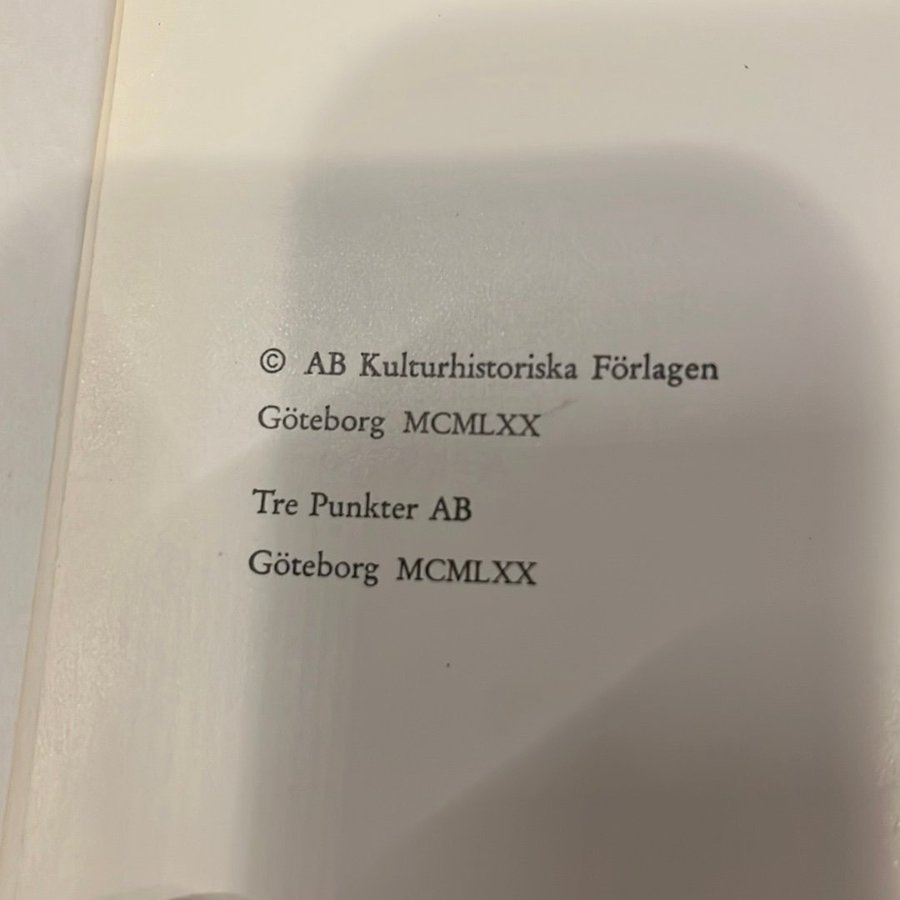 © AB Kulturhistoriska Förlagen
Göteborg MCMLXX
Tre Punkter AB
Göteborg MCMLXX